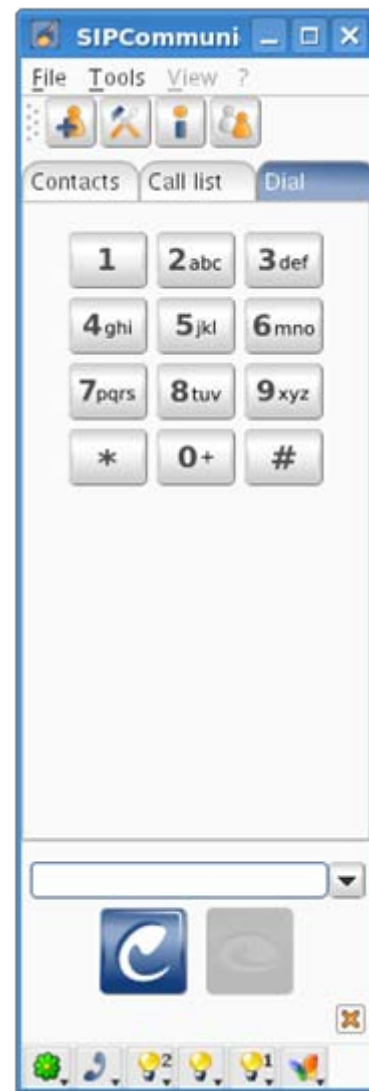 SIPCommuni
File Tools View ?
Contacts Call list Dial
1 2abc 3def
4ghi 5jkl 6mno
7pqrs 8tuv 9xyz
* 0+ #
2 1